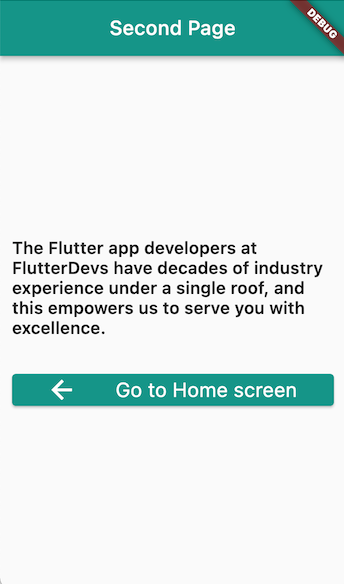 Second Page
DEBUG
The Flutter app developers at
FlutterDevs have decades of industry
experience under a single roof, and
this empowers us to serve you with
excellence.
Go to Home screen